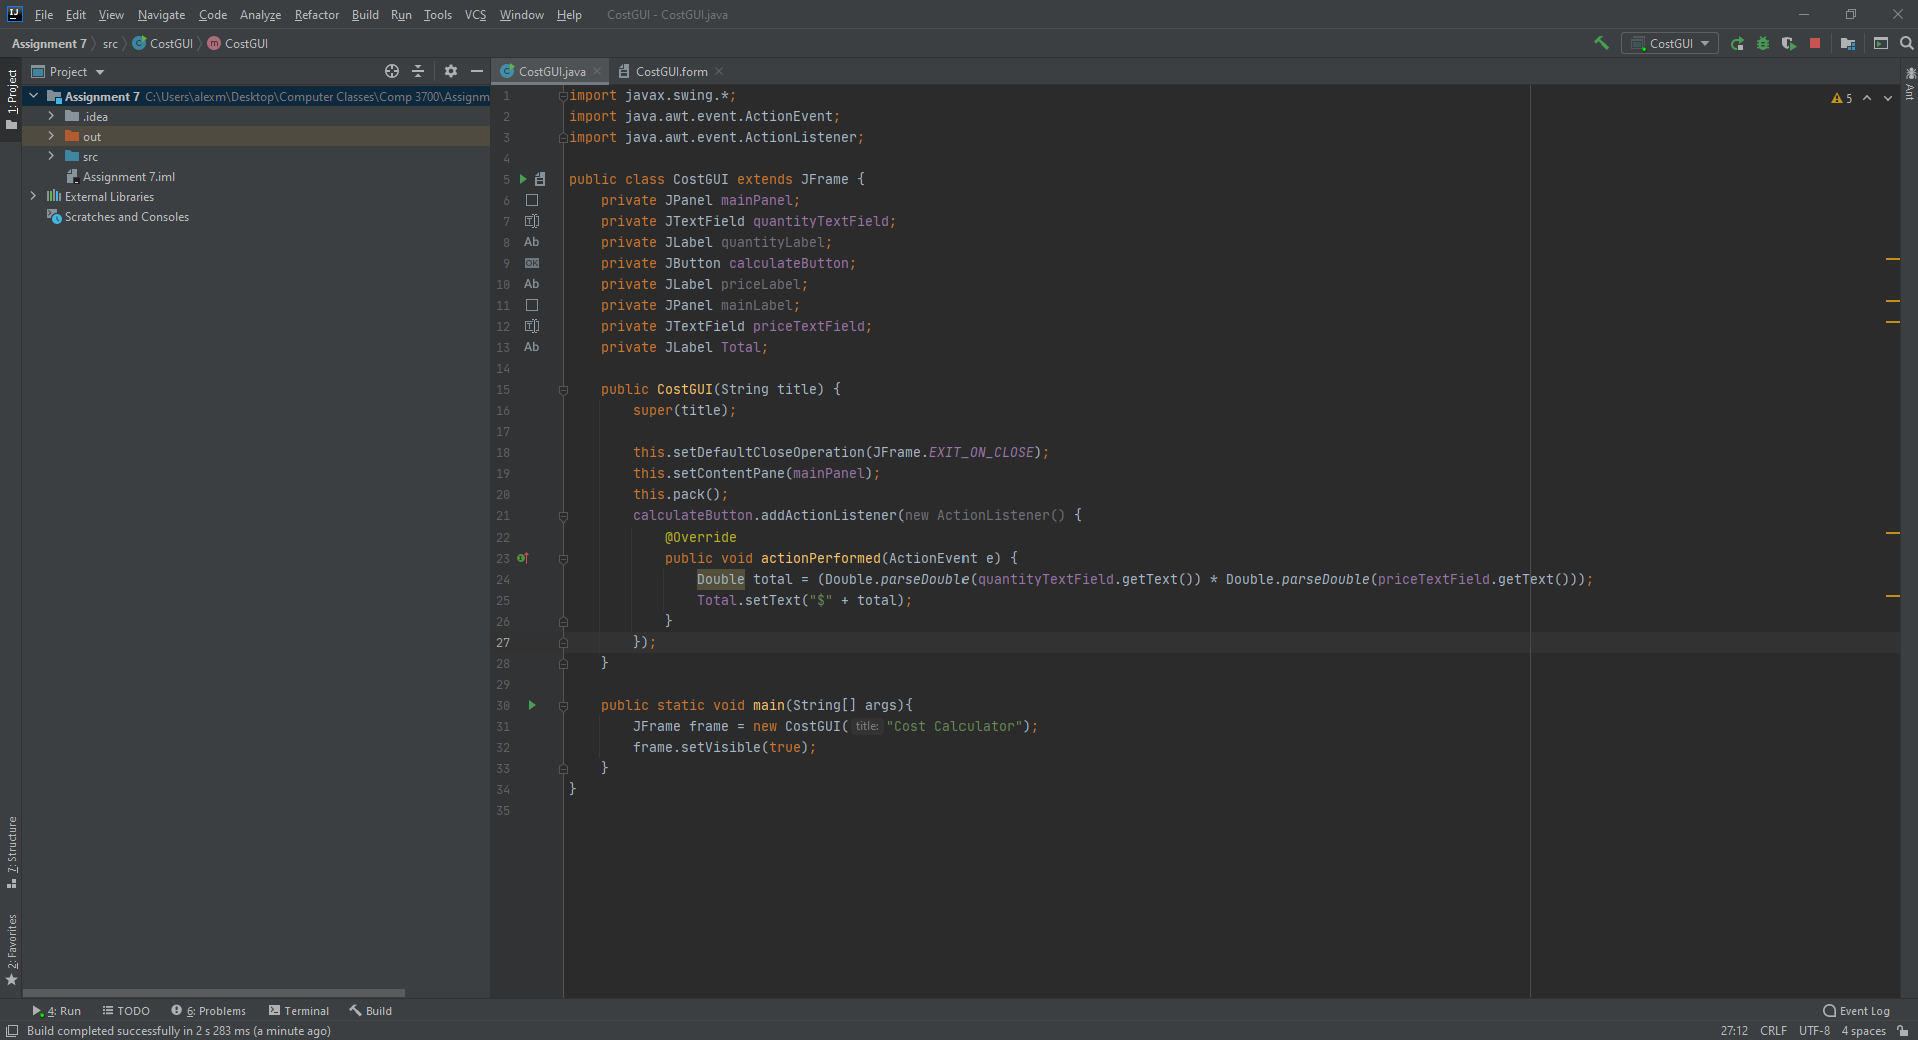 IJ File Edit View Navigate Code Analyze Refactor Build Run Tools VCS Window Help CostGUI - CostGUI.java
Assignment 7 src CostGUI CostGUI
CostGUI
1: Project
Project
Assignment 7 C:\Users\alexm\Desktop\Computer Classes\Comp 3700\Assignm
.idea
out
src
Assignment 7.iml
External Libraries
Scratches and Consoles
7: Structure
2: Favorites
CostGUI.java CostGUI.form
5
Ant
1 import javax.swing.*;
2 import java.awt.event.ActionEvent;
3 import java.awt.event.ActionListener;
4
5 public class CostGUI extends JFrame {
6 private JPanel mainPanel;
7 private JTextField quantityTextField;
8 Ab private JLabel quantityLabel;
9 OK private JButton calculateButton;
10 Ab private JLabel priceLabel;
11 private JPanel mainLabel;
12 private JTextField priceTextField;
13 Ab private JLabel Total;
14
15 public CostGUI(String title) {
16 super(title);
17
18 this.setDefaultCloseOperation(JFrame.EXIT_ON_CLOSE);
19 this.setContentPane(mainPanel);
20 this.pack();
21 calculateButton.addActionListener(new ActionListener() {
22 @Override
23 public void actionPerformed(ActionEvent e) {
24 Double total = (Double.parseDouble(quantityTextField.getText()) * Double.parseDouble(priceTextField.getText()));
25 Total.setText("$" + total);
26 }
27 });
28 }
29
30 public static void main(String[] args){
31 JFrame frame = new CostGUI( title: "Cost Calculator");
32 frame.setVisible(true);
33 }
34 }
35
4: Run TODO 6: Problems Terminal Build Event Log
Build completed successfully in 2 s 283 ms (a minute ago) 27:12 CRLF UTF-8 4 spaces